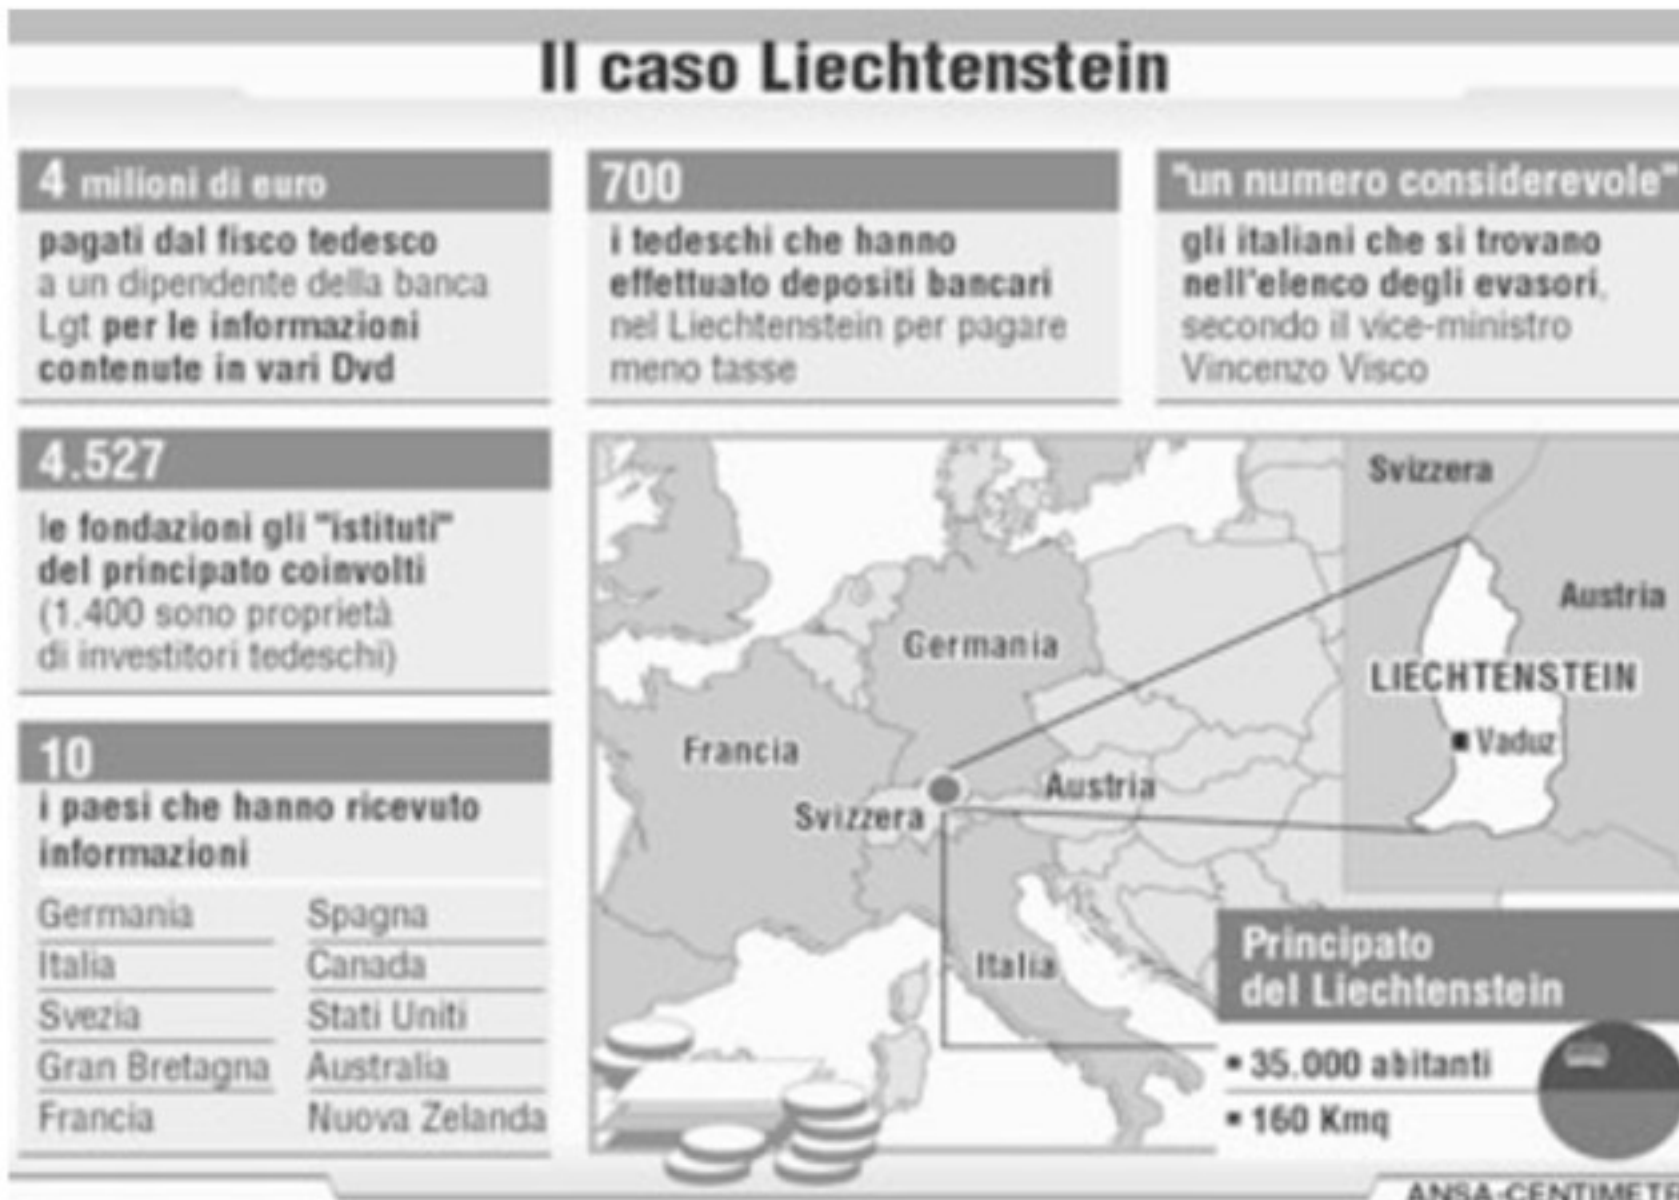 Il caso Liechtenstein
4 milioni di euro
pagati dal fisco tedesco
a un dipendente della banca
Lgt per le informazioni
contenute in vari Dvd
700
i tedeschi che hanno
effettuato depositi bancari
nel Liechtenstein per pagare
meno tasse
"un numero considerevole"
gli italiani che si trovano
nell'elenco degli evasori,
secondo il vice-ministro
Vincenzo Visco
4.527
le fondazioni gli "istituti"
del principato coinvolti
(1.400 sono proprietà
di investitori tedeschi)
10
i paesi che hanno ricevuto
informazioni
Germania
Italia
Svezia
Gran Bretagna
Francia
Spagna
Canada
Stati Uniti
Australia
Nuova Zelanda
Germania
Francia
Svizzera
Austria
Italia
Svizzera
Austria
LIECHTENSTEIN
Vaduz
Principato
del Liechtenstein
▪ 35.000 abitanti
▪ 160 Kmq
ANSA-CENTIMET